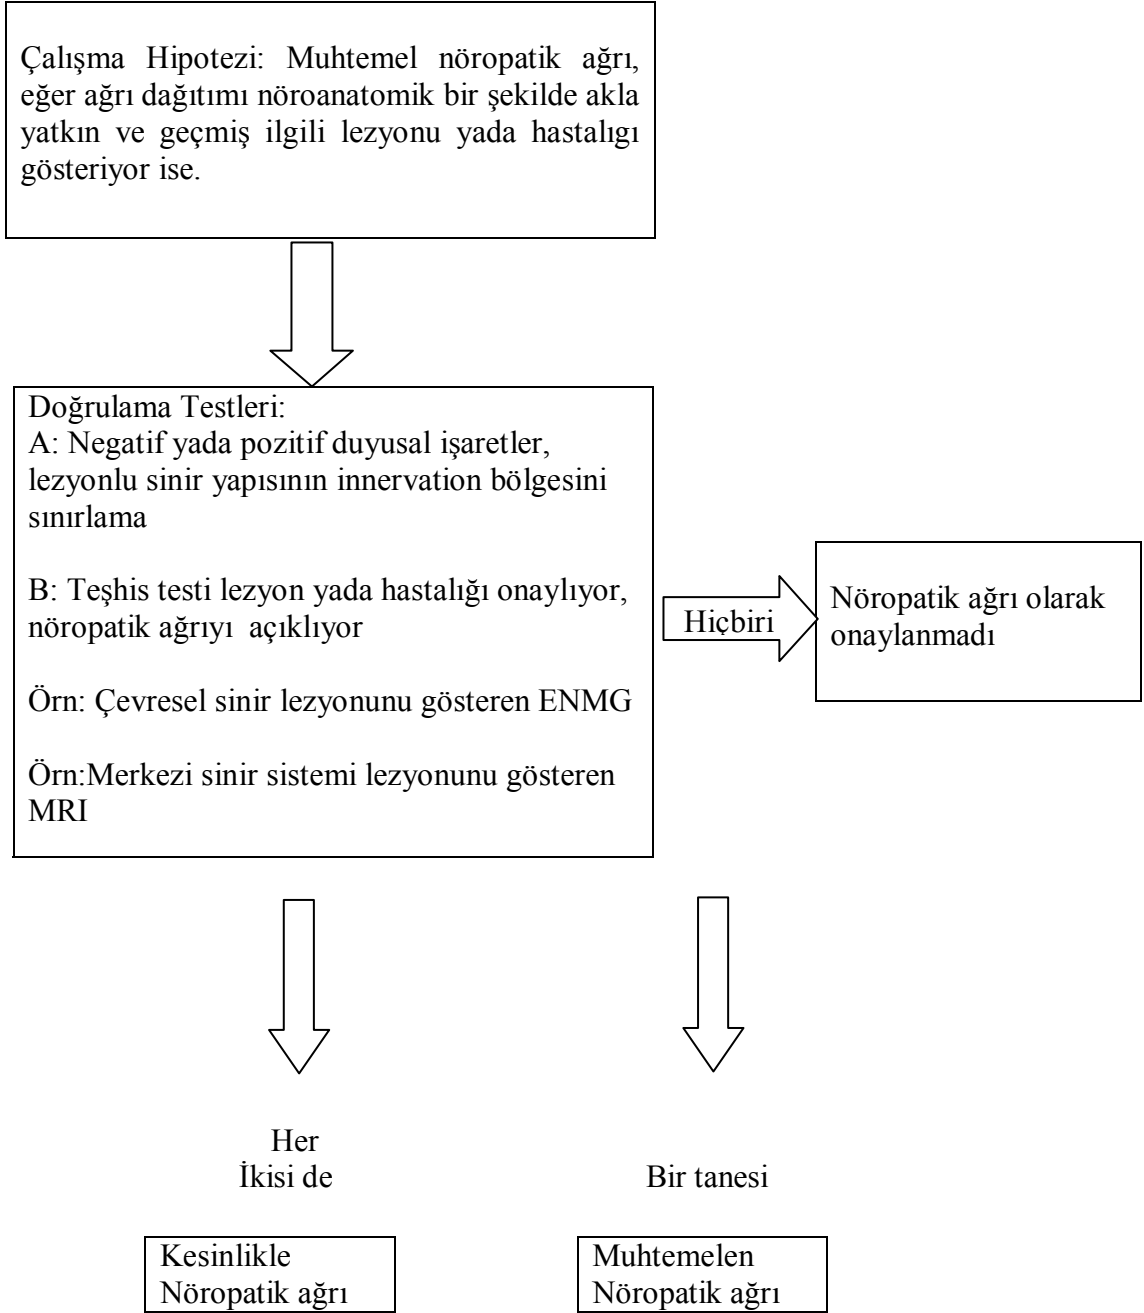 Çalışma Hipotezi: Muhtemel nöropatik ağrı,
eğer ağrı dağıtımı nöroanatomik bir şekilde akla
yatkın ve geçmiş ilgili lezyonu yada hastalıgı
gösteriyor ise.
Doğrulama Testleri:
A: Negatif yada pozitif duyusal işaretler,
lezyonlu sinir yapısının innervation bölgesini
sınırlama
B: Teşhis testi lezyon yada hastalığı onaylıyor,
nöropatik ağrıyı açıklıyor
Örn: Çevresel sinir lezyonunu gösteren ENMG
Örn:Merkezi sinir sistemi lezyonunu gösteren
MRI
Hiçbiri
Nöropatik ağrı olarak
onaylanmadı
Her
İkisi de
Bir tanesi
Kesinlikle
Nöropatik ağrı
Muhtemelen
Nöropatik ağrı